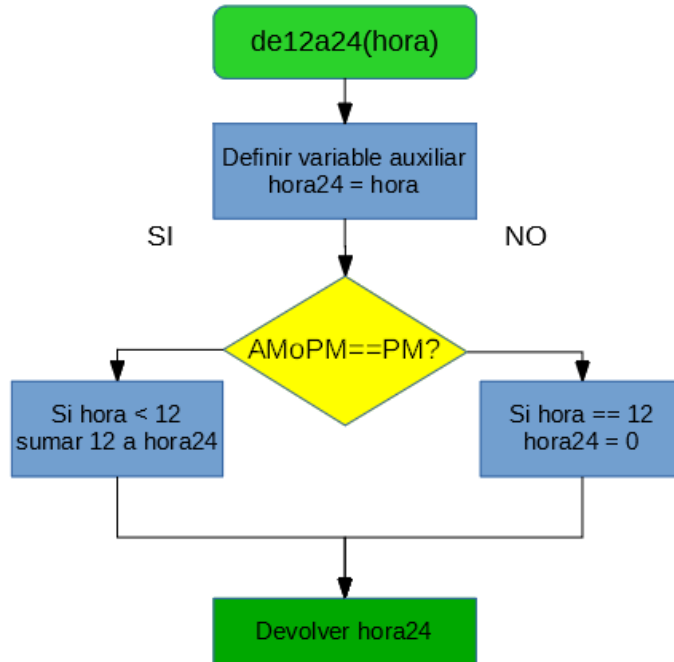 de12a24(hora)
Definir variable auxiliar
hora24 = hora
SI
NO
AMoPM==PM?
Si hora < 12
sumar 12 a hora24
Si hora == 12
hora24 = 0
Devolver hora24